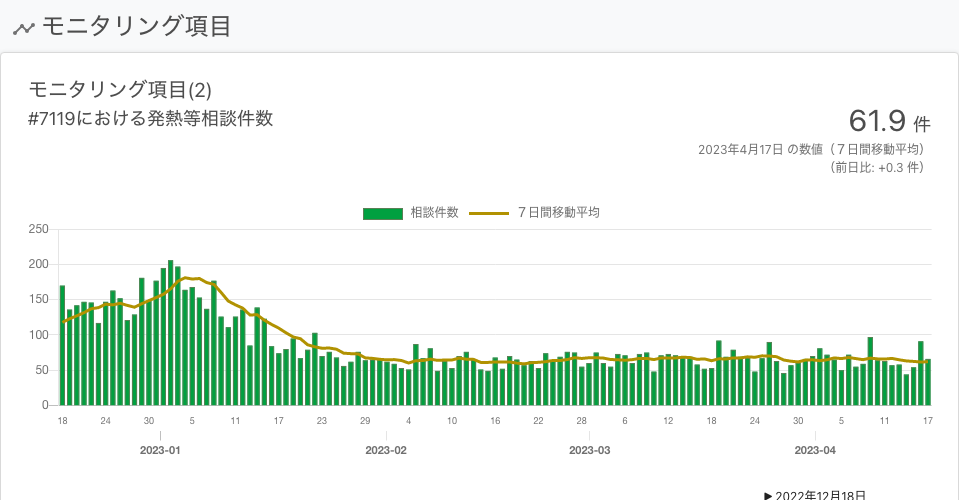 モニタリング項目
モニタリング項目(2)
#7119における発熱等相談件数
61.9 件
2023年4月17日 の数値（７日間移動平均）
（前日比: +0.3 件）
相談件数 ７日間移動平均
250
200
150
100
50
0
18 24 30 5 11 17 23 29 4 10 16 22 28 6 12 18 24 30 5 11 17
2023-01 2023-02 2023-03 2023-04
▶ 2022年12月18日